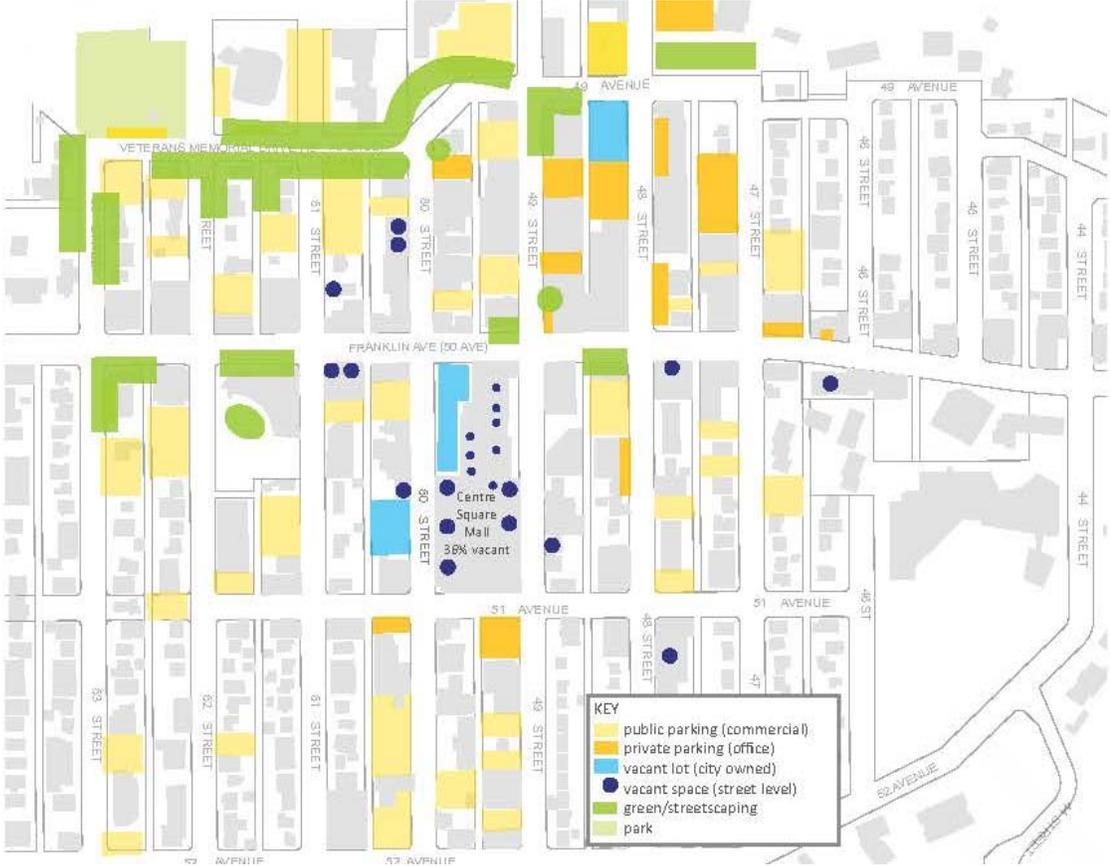 49 AVENUE
49 AVENUE
VETERANS MEMORIAL
STREET
51 STREET
50 STREET
49 STREET
48 STREET
47 STREET
46 STREET
46 STREET
45 STREET
44 STREET
FRANKLIN AVE (50 AVE)
50 STREET
Centre
Square
Mall
36% vacant
44 STREET
51 AVENUE
51 AVENUE
46 ST
48 STREET
47
53 STREET
52 STREET
51 STREET
49 STREET
KEY
public parking (commercial)
private parking (office)
vacant lot (city owned)
vacant space (street level)
green/streetscaping
park
52 AVENUE
52 AVENUE
52 AVENUE